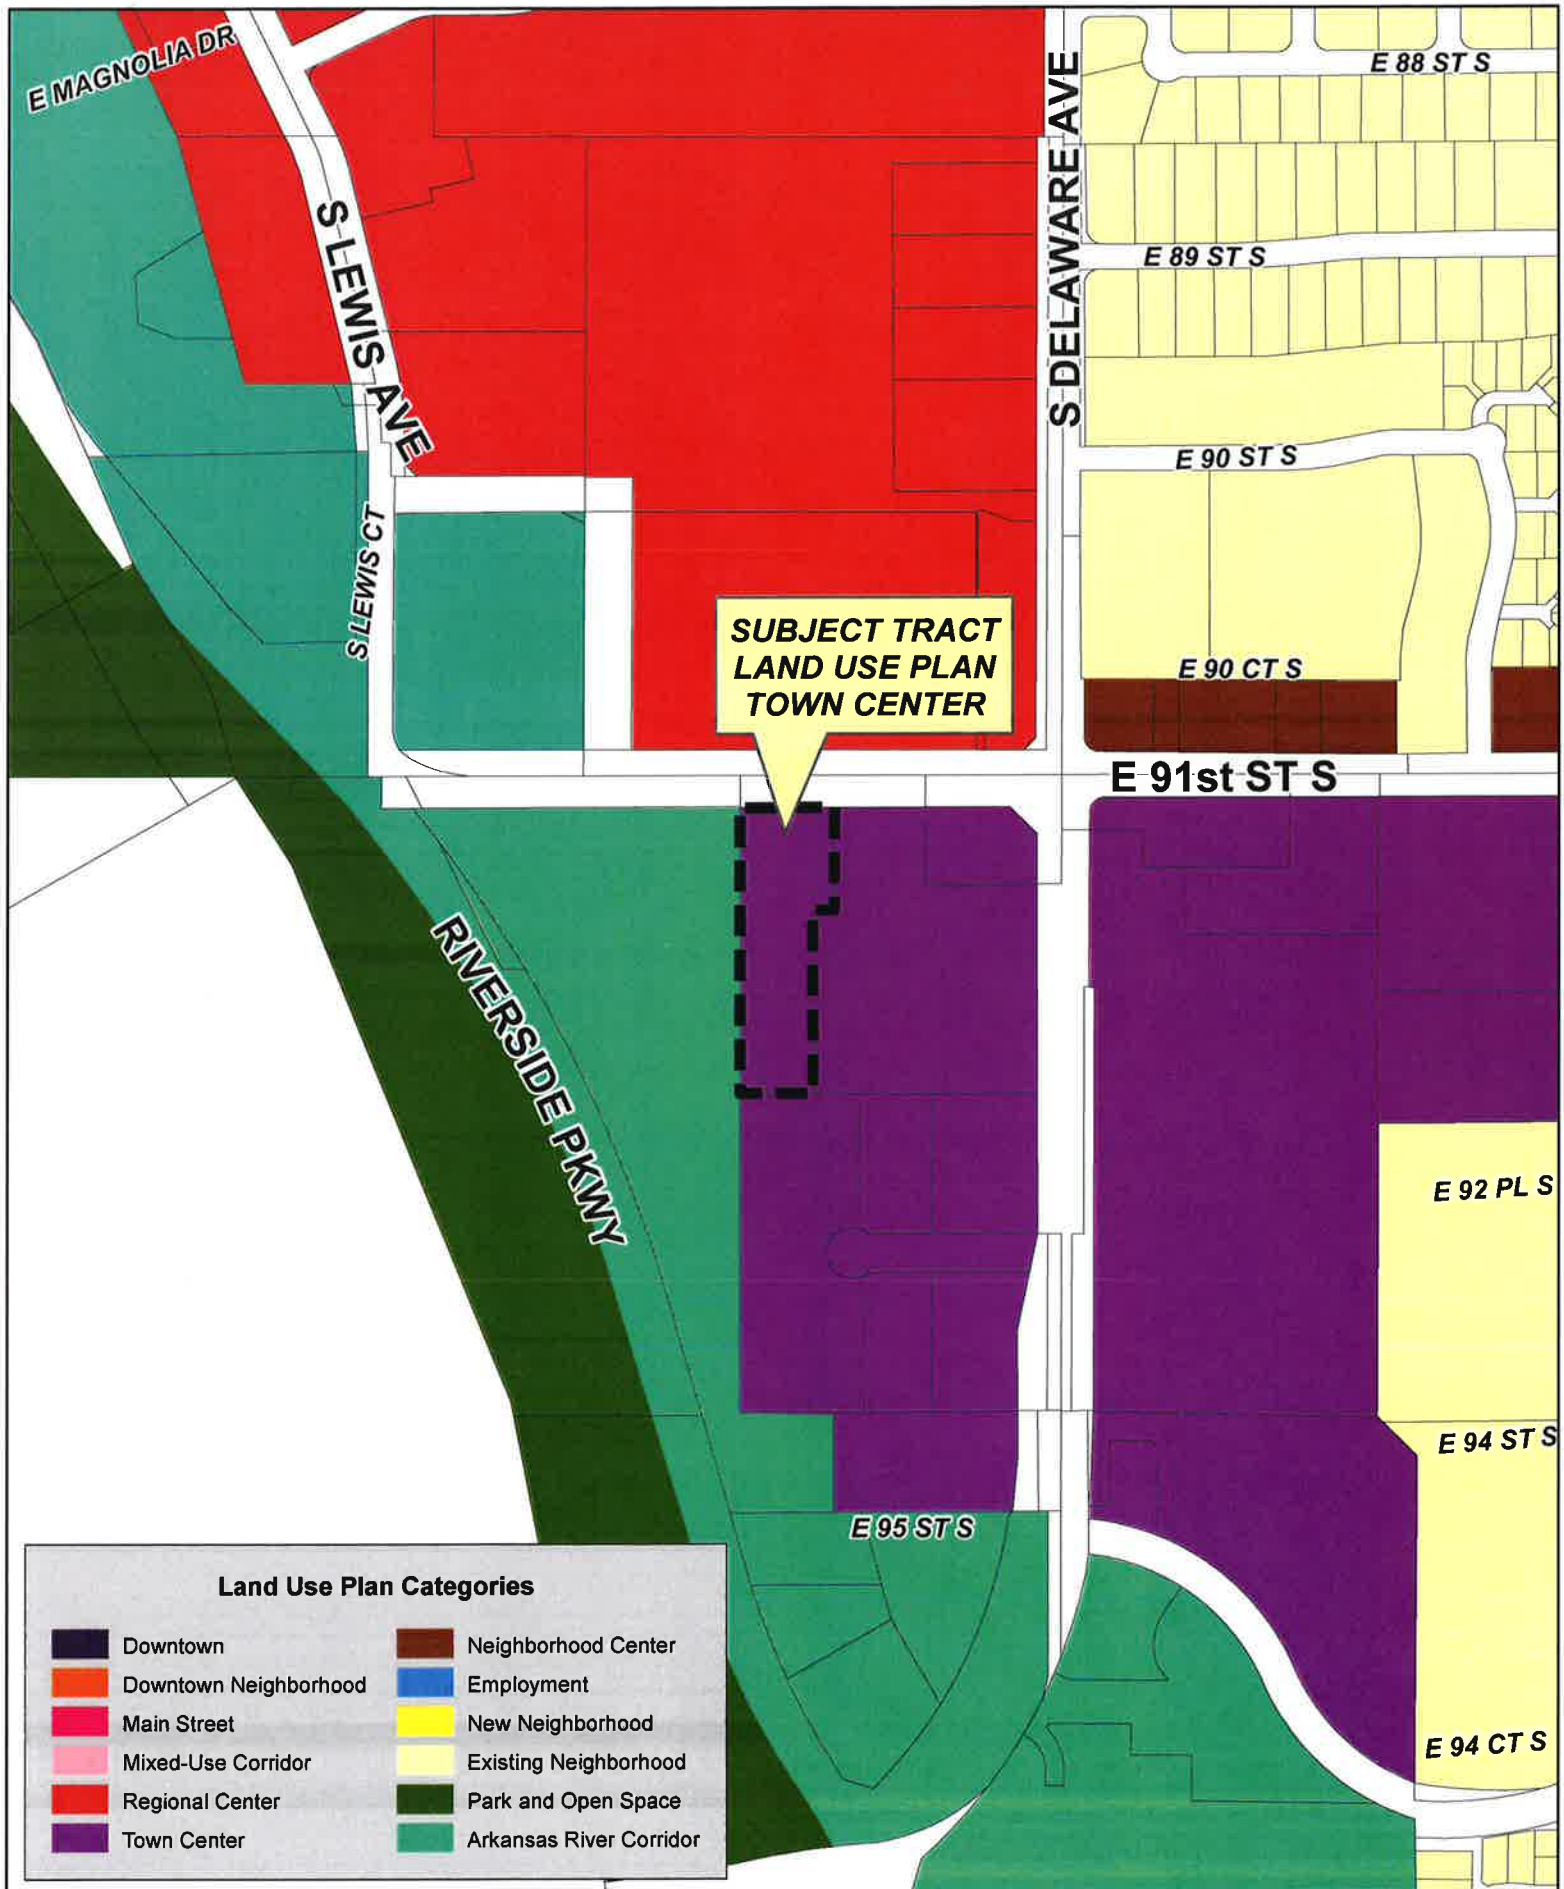 E MAGNOLIA DR
S LEWIS AVE
S DELAWARE AVE
E 88 ST S
E 89 ST S
E 90 ST S
S LEWIS CT
E 90 CT S
SUBJECT TRACT
LAND USE PLAN
TOWN CENTER
E 91st ST S
RIVERSIDE PKWY
E 92 PL S
E 94 ST S
E 95 ST S
E 94 CT S
Land Use Plan Categories
Downtown
Downtown Neighborhood
Main Street
Mixed-Use Corridor
Regional Center
Town Center
Neighborhood Center
Employment
New Neighborhood
Existing Neighborhood
Park and Open Space
Arkansas River Corridor